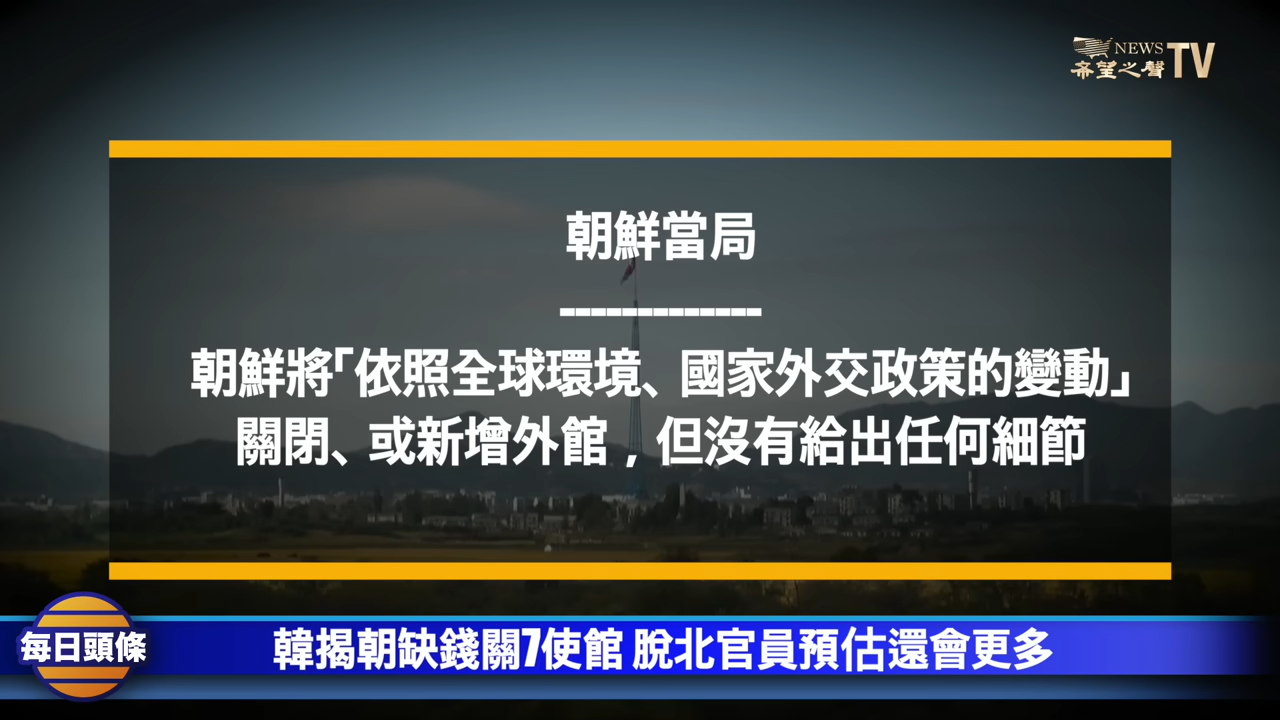 NEWS
希望之聲TV
朝鮮當局
-------------
朝鮮將「依照全球環境、國家外交政策的變動」
關閉、或新增外館，但沒有給出任何細節
每日頭條
韓揭朝缺錢關7使館 脫北官員預估還會更多